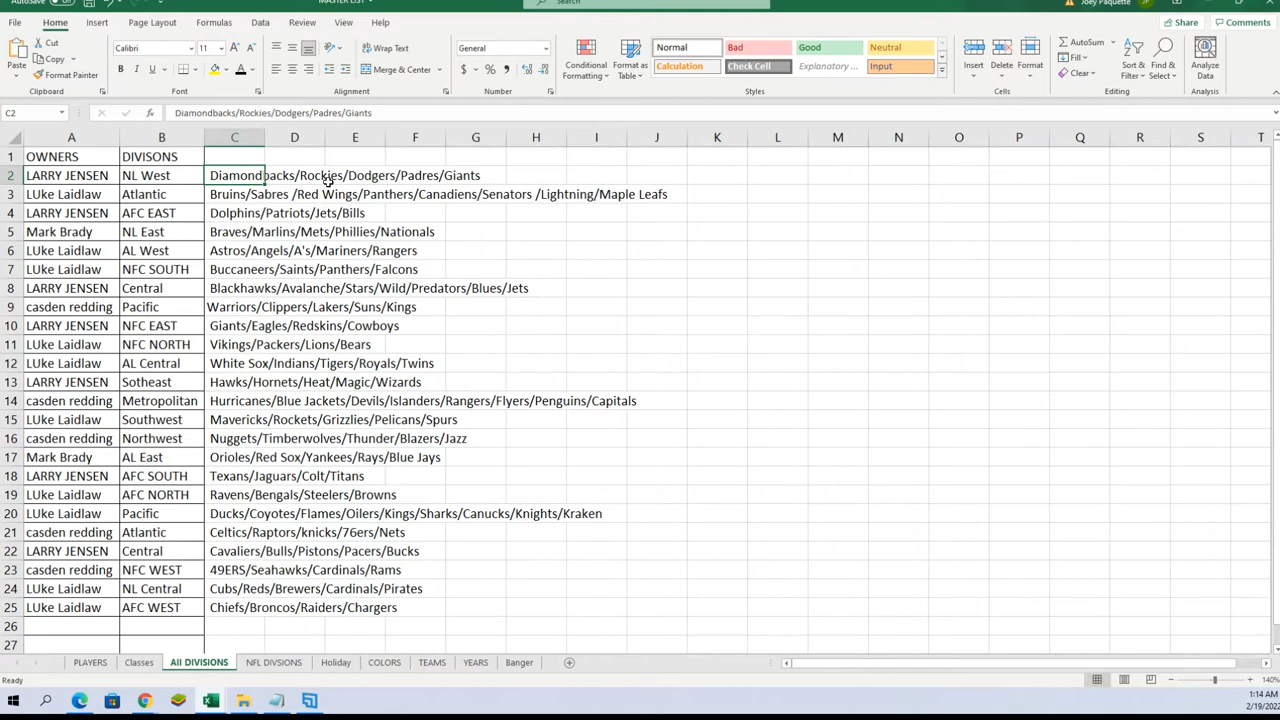 AutoSave
MASTER LIST
Search
Joey Paquette
JP
File Home Insert Page Layout Formulas Data Review View Help
Share Comments
Paste
Cut
Copy
Format Painter
Clipboard
Calibri 11
B I U
Font
Wrap Text
Merge & Center
Alignment
General
$ %
Number
Conditional Formatting
Format as Table
Normal Bad Good Neutral
Calculation Check Cell Explanatory ... Input
Styles
Insert Delete Format
Cells
AutoSum
Fill
Clear
Sort & Filter
Find & Select
Editing
Analyze Data
Analysis
C2 fx Diamondbacks/Rockies/Dodgers/Padres/Giants
A B C D E F G H I J K L M N O P Q R S T
1 OWNERS DIVISONS
2 LARRY JENSEN NL West Diamondbacks/Rockies/Dodgers/Padres/Giants
3 LUke Laidlaw Atlantic Bruins/Sabres /Red Wings/Panthers/Canadiens/Senators /Lightning/Maple Leafs
4 LARRY JENSEN AFC EAST Dolphins/Patriots/Jets/Bills
5 Mark Brady NL East Braves/Marlins/Mets/Phillies/Nationals
6 LUke Laidlaw AL West Astros/Angels/A's/Mariners/Rangers
7 LUke Laidlaw NFC SOUTH Buccaneers/Saints/Panthers/Falcons
8 LARRY JENSEN Central Blackhawks/Avalanche/Stars/Wild/Predators/Blues/Jets
9 casden redding Pacific Warriors/Clippers/Lakers/Suns/Kings
10 LARRY JENSEN NFC EAST Giants/Eagles/Redskins/Cowboys
11 LUke Laidlaw NFC NORTH Vikings/Packers/Lions/Bears
12 LUke Laidlaw AL Central White Sox/Indians/Tigers/Royals/Twins
13 LARRY JENSEN Sotheast Hawks/Hornets/Heat/Magic/Wizards
14 casden redding Metropolitan Hurricanes/Blue Jackets/Devils/Islanders/Rangers/Flyers/Penguins/Capitals
15 LUke Laidlaw Southwest Mavericks/Rockets/Grizzlies/Pelicans/Spurs
16 casden redding Northwest Nuggets/Timberwolves/Thunder/Blazers/Jazz
17 Mark Brady AL East Orioles/Red Sox/Yankees/Rays/Blue Jays
18 LARRY JENSEN AFC SOUTH Texans/Jaguars/Colt/Titans
19 LUke Laidlaw AFC NORTH Ravens/Bengals/Steelers/Browns
20 LUke Laidlaw Pacific Ducks/Coyotes/Flames/Oilers/Kings/Sharks/Canucks/Knights/Kraken
21 casden redding Atlantic Celtics/Raptors/knicks/76ers/Nets
22 LARRY JENSEN Central Cavaliers/Bulls/Pistons/Pacers/Bucks
23 casden redding NFC WEST 49ERS/Seahawks/Cardinals/Rams
24 LUke Laidlaw NL Central Cubs/Reds/Brewers/Cardinals/Pirates
25 LUke Laidlaw AFC WEST Chiefs/Broncos/Raiders/Chargers
26
27
PLAYERS Classes All DIVISIONS NFL DIVSIONS Holiday COLORS TEAMS YEARS Banger
Ready
140%
1:14 AM
2/19/2022